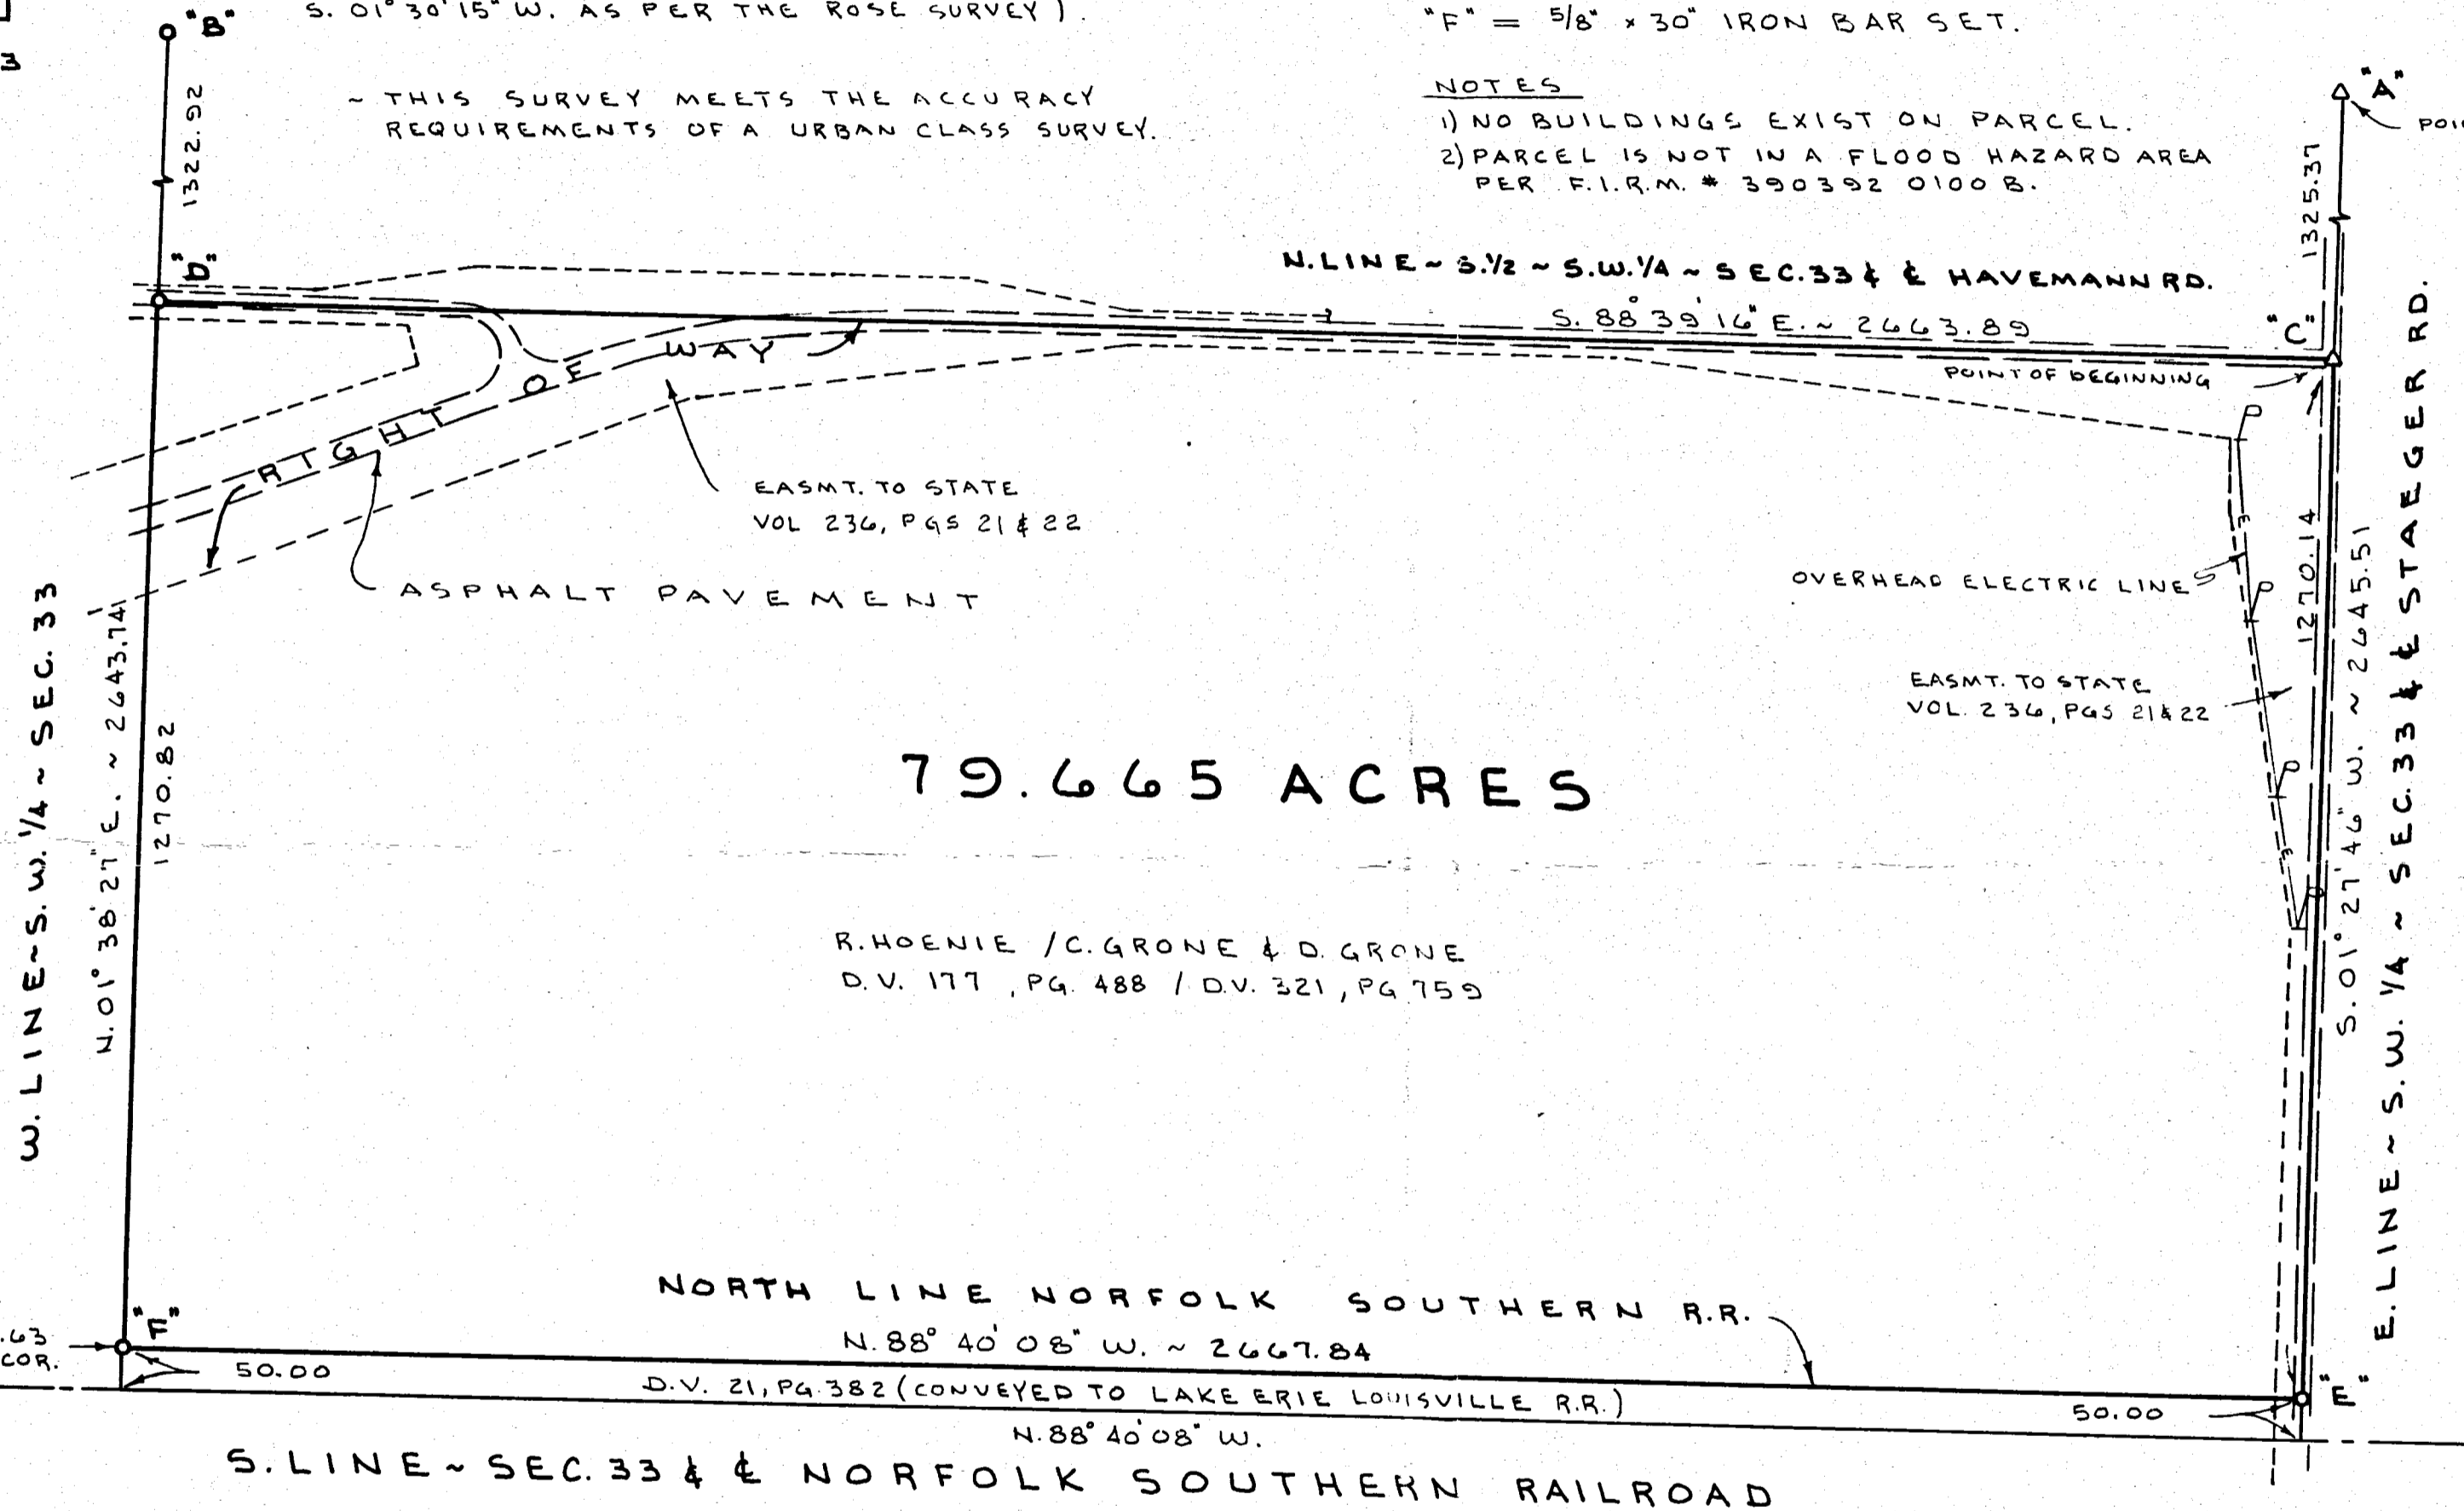 S. 01° 30' 15" W. AS PER THE ROSE SURVEY).
"B"
3
1322.92
~ THIS SURVEY MEETS THE ACCURACY
REQUIREMENTS OF A URBAN CLASS SURVEY.
"F" = 5/8" x 30" IRON BAR SET.
NOTES
1) NO BUILDINGS EXIST ON PARCEL.
2) PARCEL IS NOT IN A FLOOD HAZARD AREA
PER F.I.R.M. # 390392 0100 B.
"A"
1325.37
"D"
N. LINE ~ S. 1/2 ~ S.W. 1/4 ~ SEC. 33 & ℄ HAVEMANN RD.
S. 88° 39' 16" E. ~ 2663.89
"C"
POINT OF BEGINNING
RIGHT OF WAY
EASMT. TO STATE
VOL 236, PGS 21 & 22
ASPHALT PAVEMENT
OVERHEAD ELECTRIC LINES
EASMT. TO STATE
VOL. 236, PGS 21 & 22
1270.14
S. 01° 27' 46" W. ~ 2645.51
E. LINE ~ S.W. 1/4 ~ SEC. 33 & ℄ STAEGER RD.
W. LINE ~ S.W. 1/4 ~ SEC. 33
N. 01° 38' 27" E. ~ 2643.74
1270.82
79.665 ACRES
R. HOENIE / C. GRONE & D. GRONE
D.V. 177, PG. 488 / D.V. 321, PG. 759
NORTH LINE NORFOLK SOUTHERN R.R.
"F"
.63
COR.
N. 88° 40' 08" W. ~ 2667.84
50.00
D.V. 21, PG. 382 (CONVEYED TO LAKE ERIE LOUISVILLE R.R.)
50.00
"E"
N. 88° 40' 08" W.
S. LINE ~ SEC. 33 & ℄ NORFOLK SOUTHERN RAILROAD